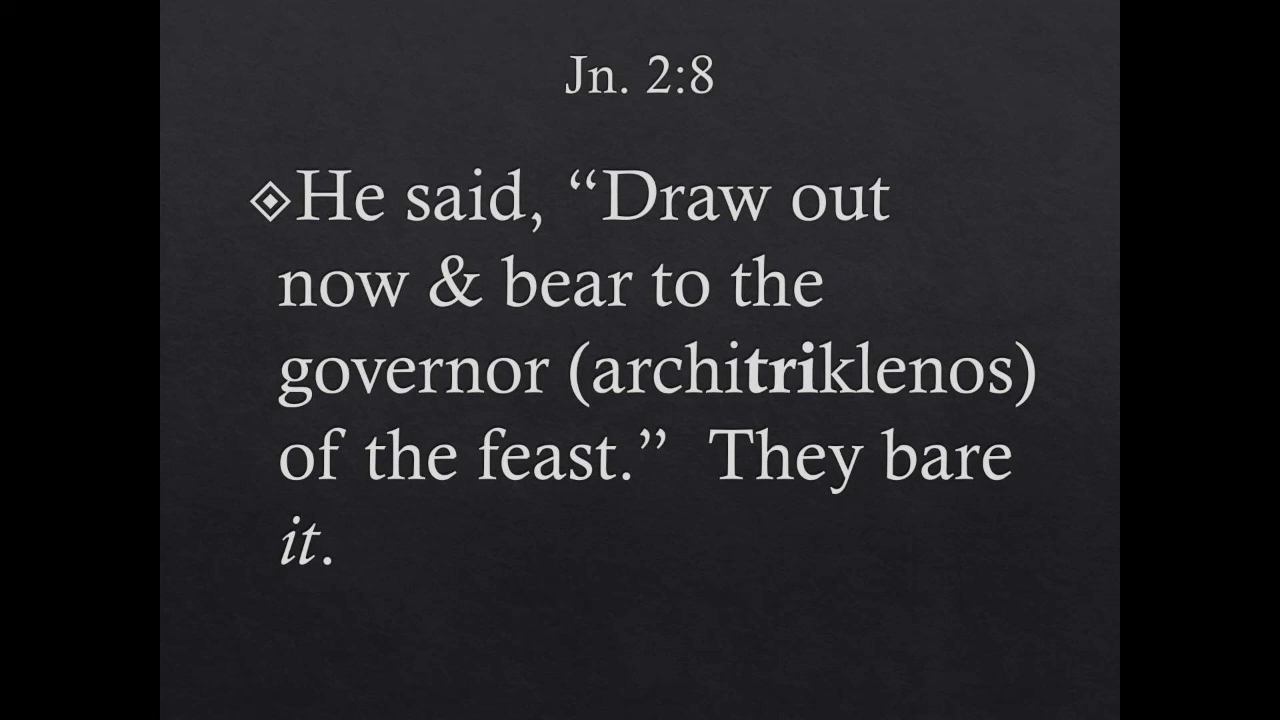 Jn. 2:8
He said, “Draw out
now & bear to the
governor (architriklenos)
of the feast.”  They bare
it.